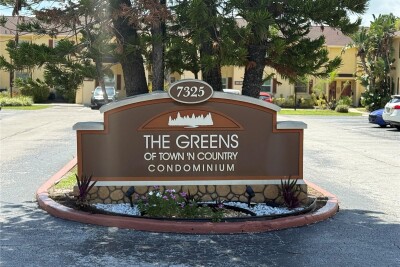 7325
THE GREENS
OF TOWN 'N COUNTRY
CONDOMINIUM